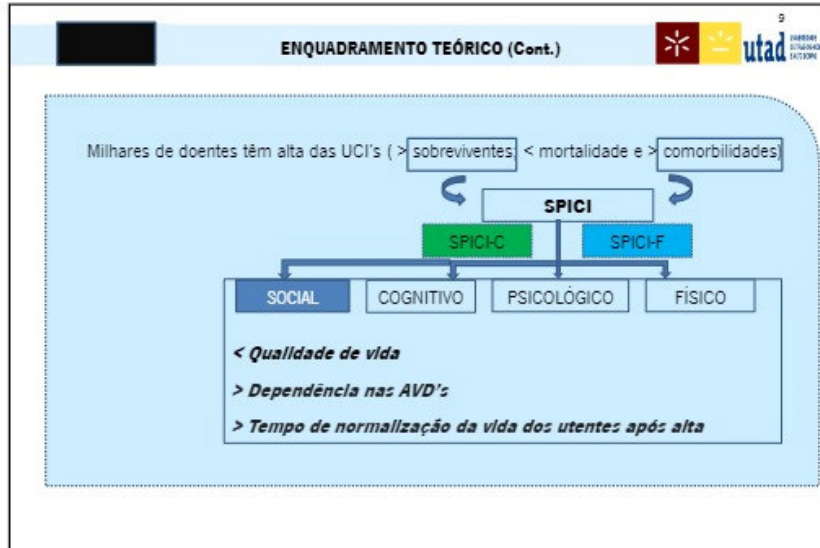 9
ENQUADRAMENTO TEÓRICO (Cont.)
utad
Milhares de doentes têm alta das UCI's ( > sobreviventes, < mortalidade e > comorbilidades)
SPICI
SPICI-C
SPICI-F
SOCIAL
COGNITIVO
PSICOLÓGICO
FÍSICO
< Qualidade de vida
> Dependência nas AVD's
> Tempo de normalização da vida dos utentes após alta